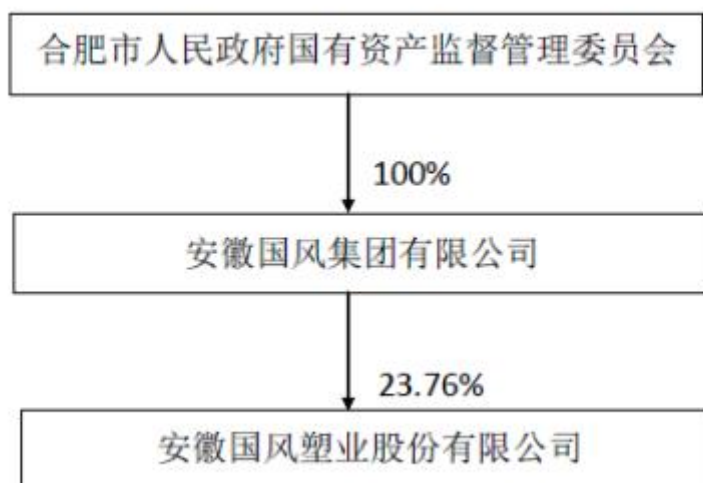 合肥市人民政府国有资产监督管理委员会
100%
安徽国风集团有限公司
23.76%
安徽国风塑业股份有限公司